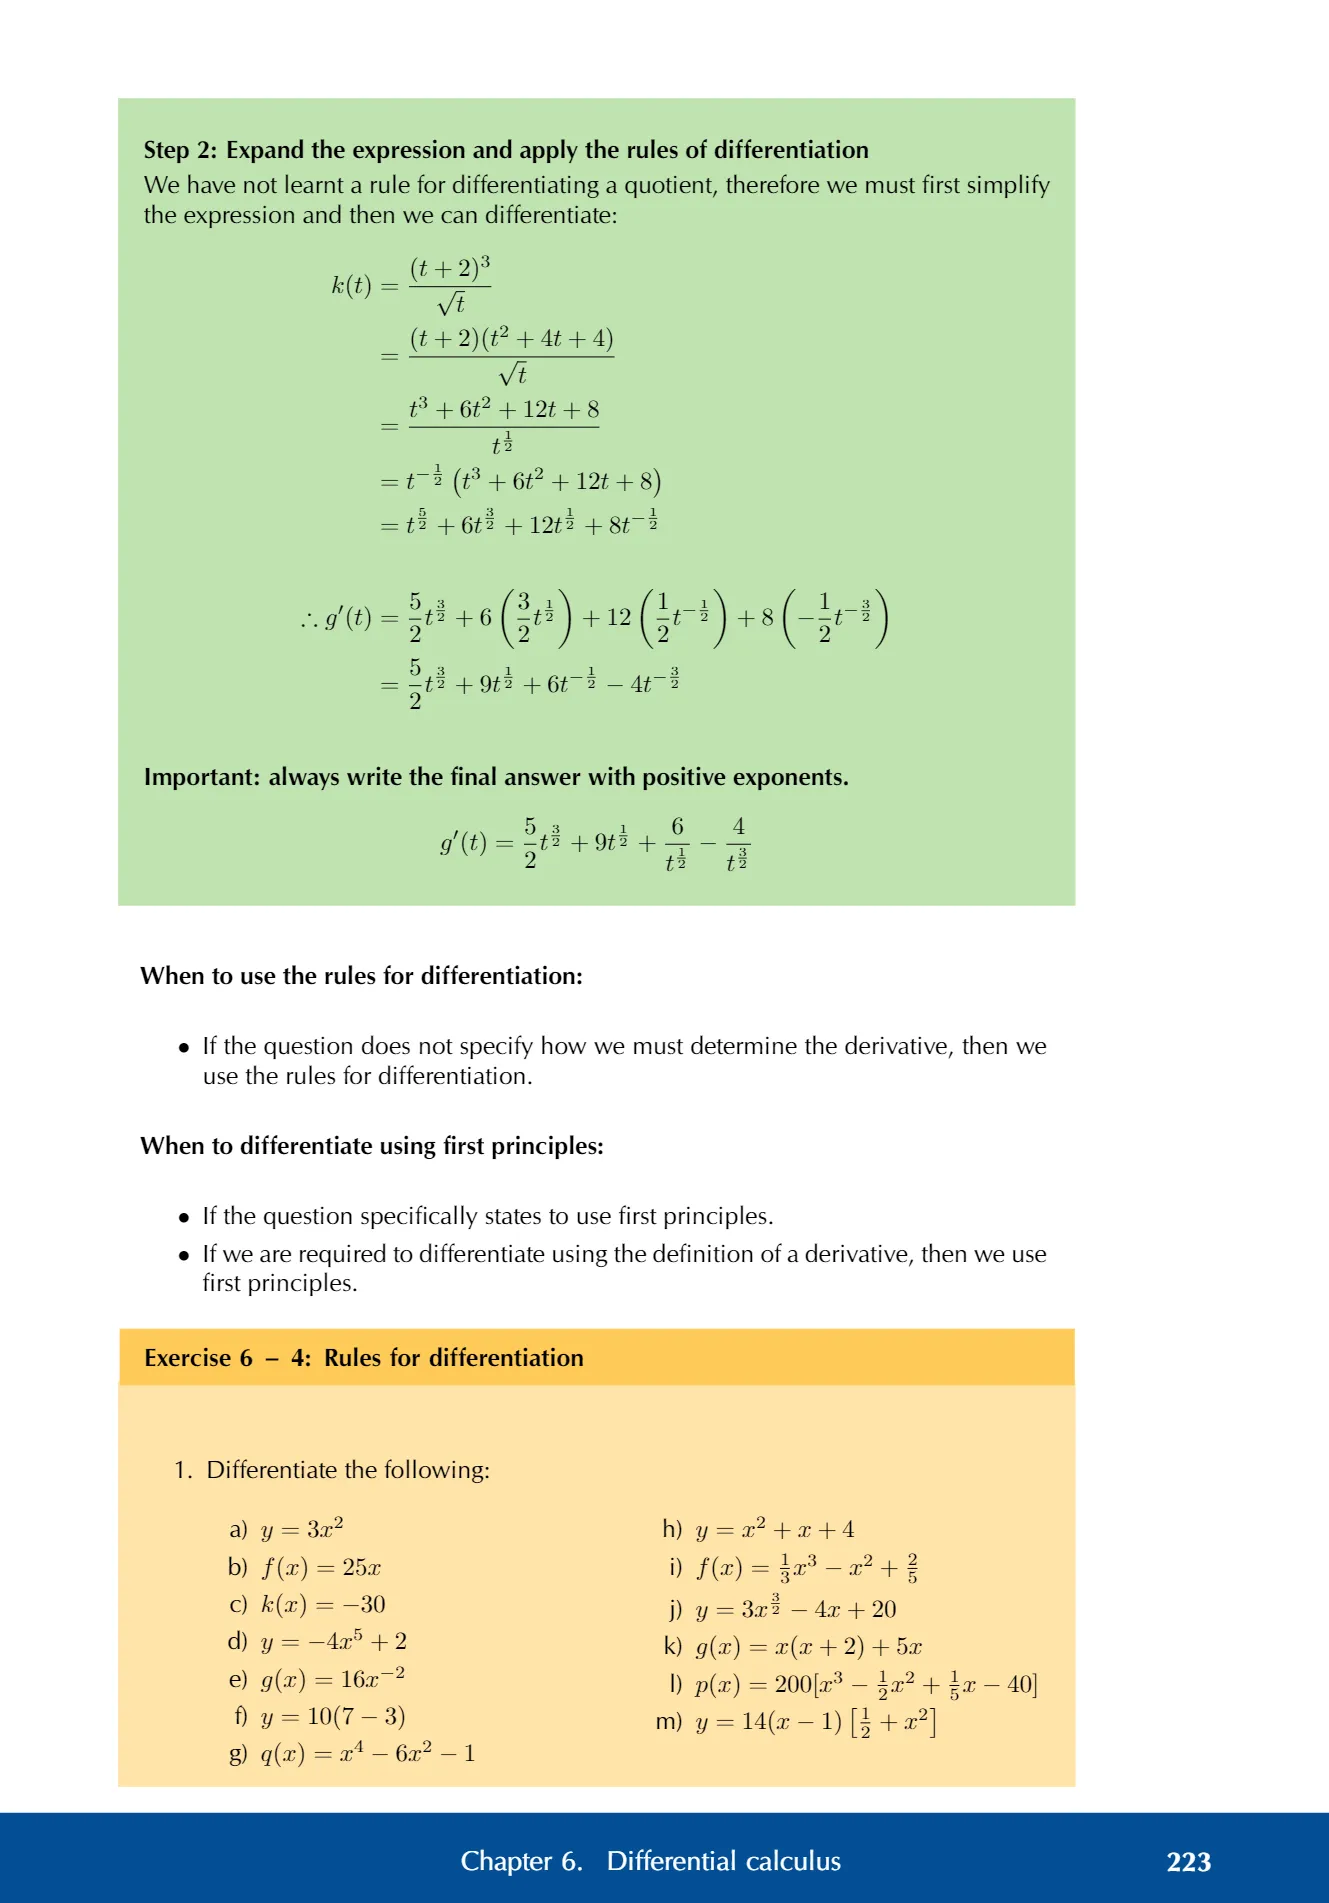 Step 2: Expand the expression and apply the rules of differentiation
We have not learnt a rule for differentiating a quotient, therefore we must first simplify
the expression and then we can differentiate:
k(t) = \frac{(t + 2)^3}{\sqrt{t}}
= \frac{(t + 2)(t^2 + 4t + 4)}{\sqrt{t}}
= \frac{t^3 + 6t^2 + 12t + 8}{t^{\frac{1}{2}}}
= t^{-\frac{1}{2}} (t^3 + 6t^2 + 12t + 8)
= t^{\frac{5}{2}} + 6t^{\frac{3}{2}} + 12t^{\frac{1}{2}} + 8t^{-\frac{1}{2}}
∴ g′(t) = \frac{5}{2}t^{\frac{3}{2}} + 6 (\frac{3}{2}t^{\frac{1}{2}}) + 12 (\frac{1}{2}t^{-\frac{1}{2}}) + 8 (-\frac{1}{2}t^{-\frac{3}{2}})
= \frac{5}{2}t^{\frac{3}{2}} + 9t^{\frac{1}{2}} + 6t^{-\frac{1}{2}} − 4t^{-\frac{3}{2}}
Important: always write the final answer with positive exponents.
g′(t) = \frac{5}{2}t^{\frac{3}{2}} + 9t^{\frac{1}{2}} + \frac{6}{t^{\frac{1}{2}}} − \frac{4}{t^{\frac{3}{2}}}
When to use the rules for differentiation:
• If the question does not specify how we must determine the derivative, then we
use the rules for differentiation.
When to differentiate using first principles:
• If the question specifically states to use first principles.
• If we are required to differentiate using the definition of a derivative, then we use
first principles.
Exercise 6 – 4: Rules for differentiation
1. Differentiate the following:
a) y = 3x^2
b) f(x) = 25x
c) k(x) = −30
d) y = −4x^5 + 2
e) g(x) = 16x^{−2}
f) y = 10(7 − 3)
g) q(x) = x^4 − 6x^2 − 1
h) y = x^2 + x + 4
i) f(x) = \frac{1}{3}x^3 − x^2 + \frac{2}{5}
j) y = 3x^{\frac{3}{2}} − 4x + 20
k) g(x) = x(x + 2) + 5x
l) p(x) = 200[x^3 − \frac{1}{2}x^2 + \frac{1}{5}x − 40]
m) y = 14(x − 1) [\frac{1}{2} + x^2]
Chapter 6. Differential calculus 223